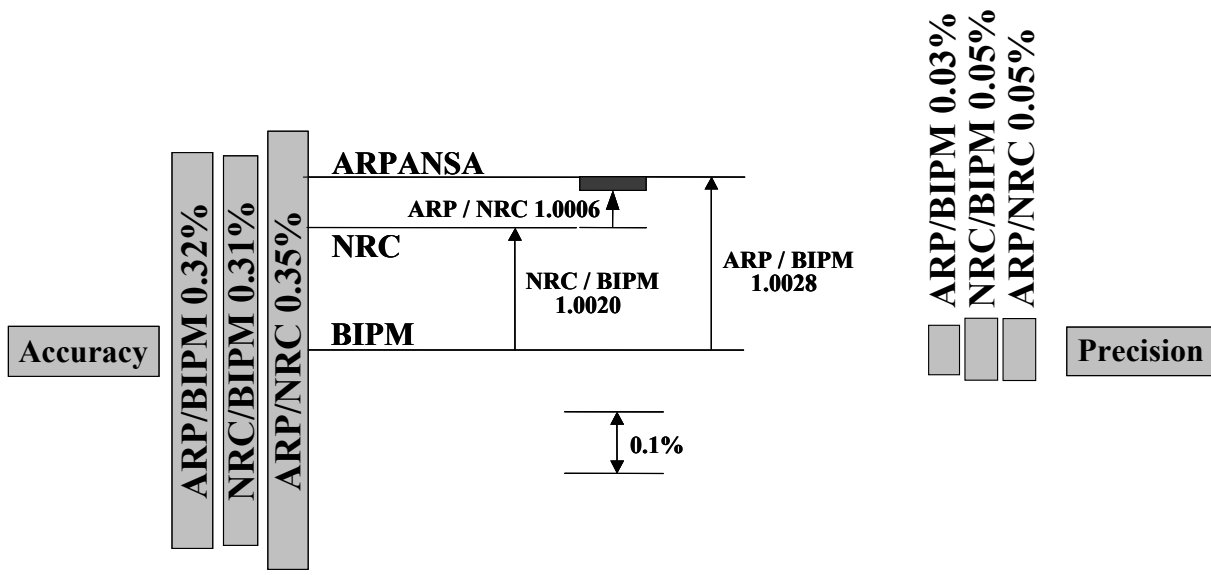 Accuracy
ARP/BIPM 0.32%
NRC/BIPM 0.31%
ARP/NRC 0.35%
ARPANSA
ARP / NRC 1.0006
NRC
NRC / BIPM
1.0020
ARP / BIPM
1.0028
BIPM
0.1%
ARP/BIPM 0.03%
NRC/BIPM 0.05%
ARP/NRC 0.05%
Precision